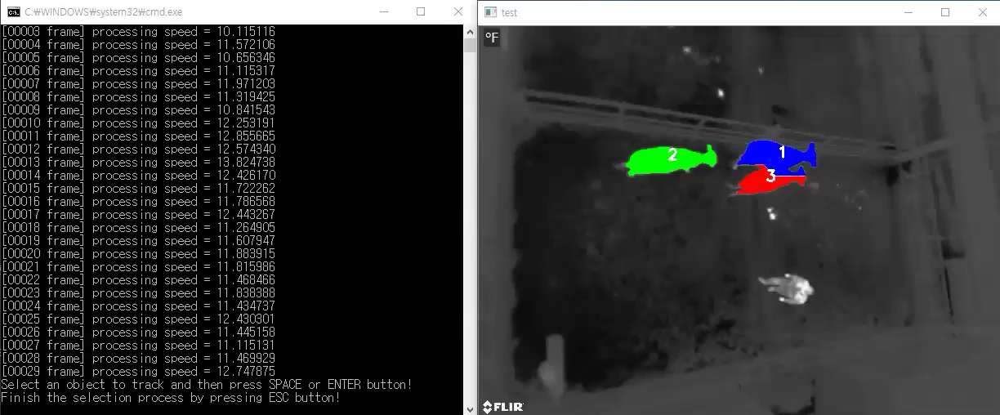 C:₩WINDOWS₩system32₩cmd.exe
[00003 frame] processing speed = 10.115116
[00004 frame] processing speed = 11.572106
[00005 frame] processing speed = 10.656346
[00006 frame] processing speed = 11.115317
[00007 frame] processing speed = 11.971203
[00008 frame] processing speed = 11.319425
[00009 frame] processing speed = 10.841543
[00010 frame] processing speed = 12.253191
[00011 frame] processing speed = 12.855665
[00012 frame] processing speed = 12.574340
[00013 frame] processing speed = 13.824738
[00014 frame] processing speed = 12.426170
[00015 frame] processing speed = 11.722262
[00016 frame] processing speed = 11.786568
[00017 frame] processing speed = 12.443267
[00018 frame] processing speed = 11.264905
[00019 frame] processing speed = 11.607947
[00020 frame] processing speed = 11.883915
[00021 frame] processing speed = 11.815986
[00022 frame] processing speed = 11.468466
[00023 frame] processing speed = 11.838388
[00024 frame] processing speed = 11.434737
[00025 frame] processing speed = 12.430301
[00026 frame] processing speed = 11.445158
[00027 frame] processing speed = 11.115131
[00028 frame] processing speed = 11.469929
[00029 frame] processing speed = 12.747875
Select an object to track and then press SPACE or ENTER button!
Finish the selection process by pressing ESC button!
test
°F
2
1
3
FLIR